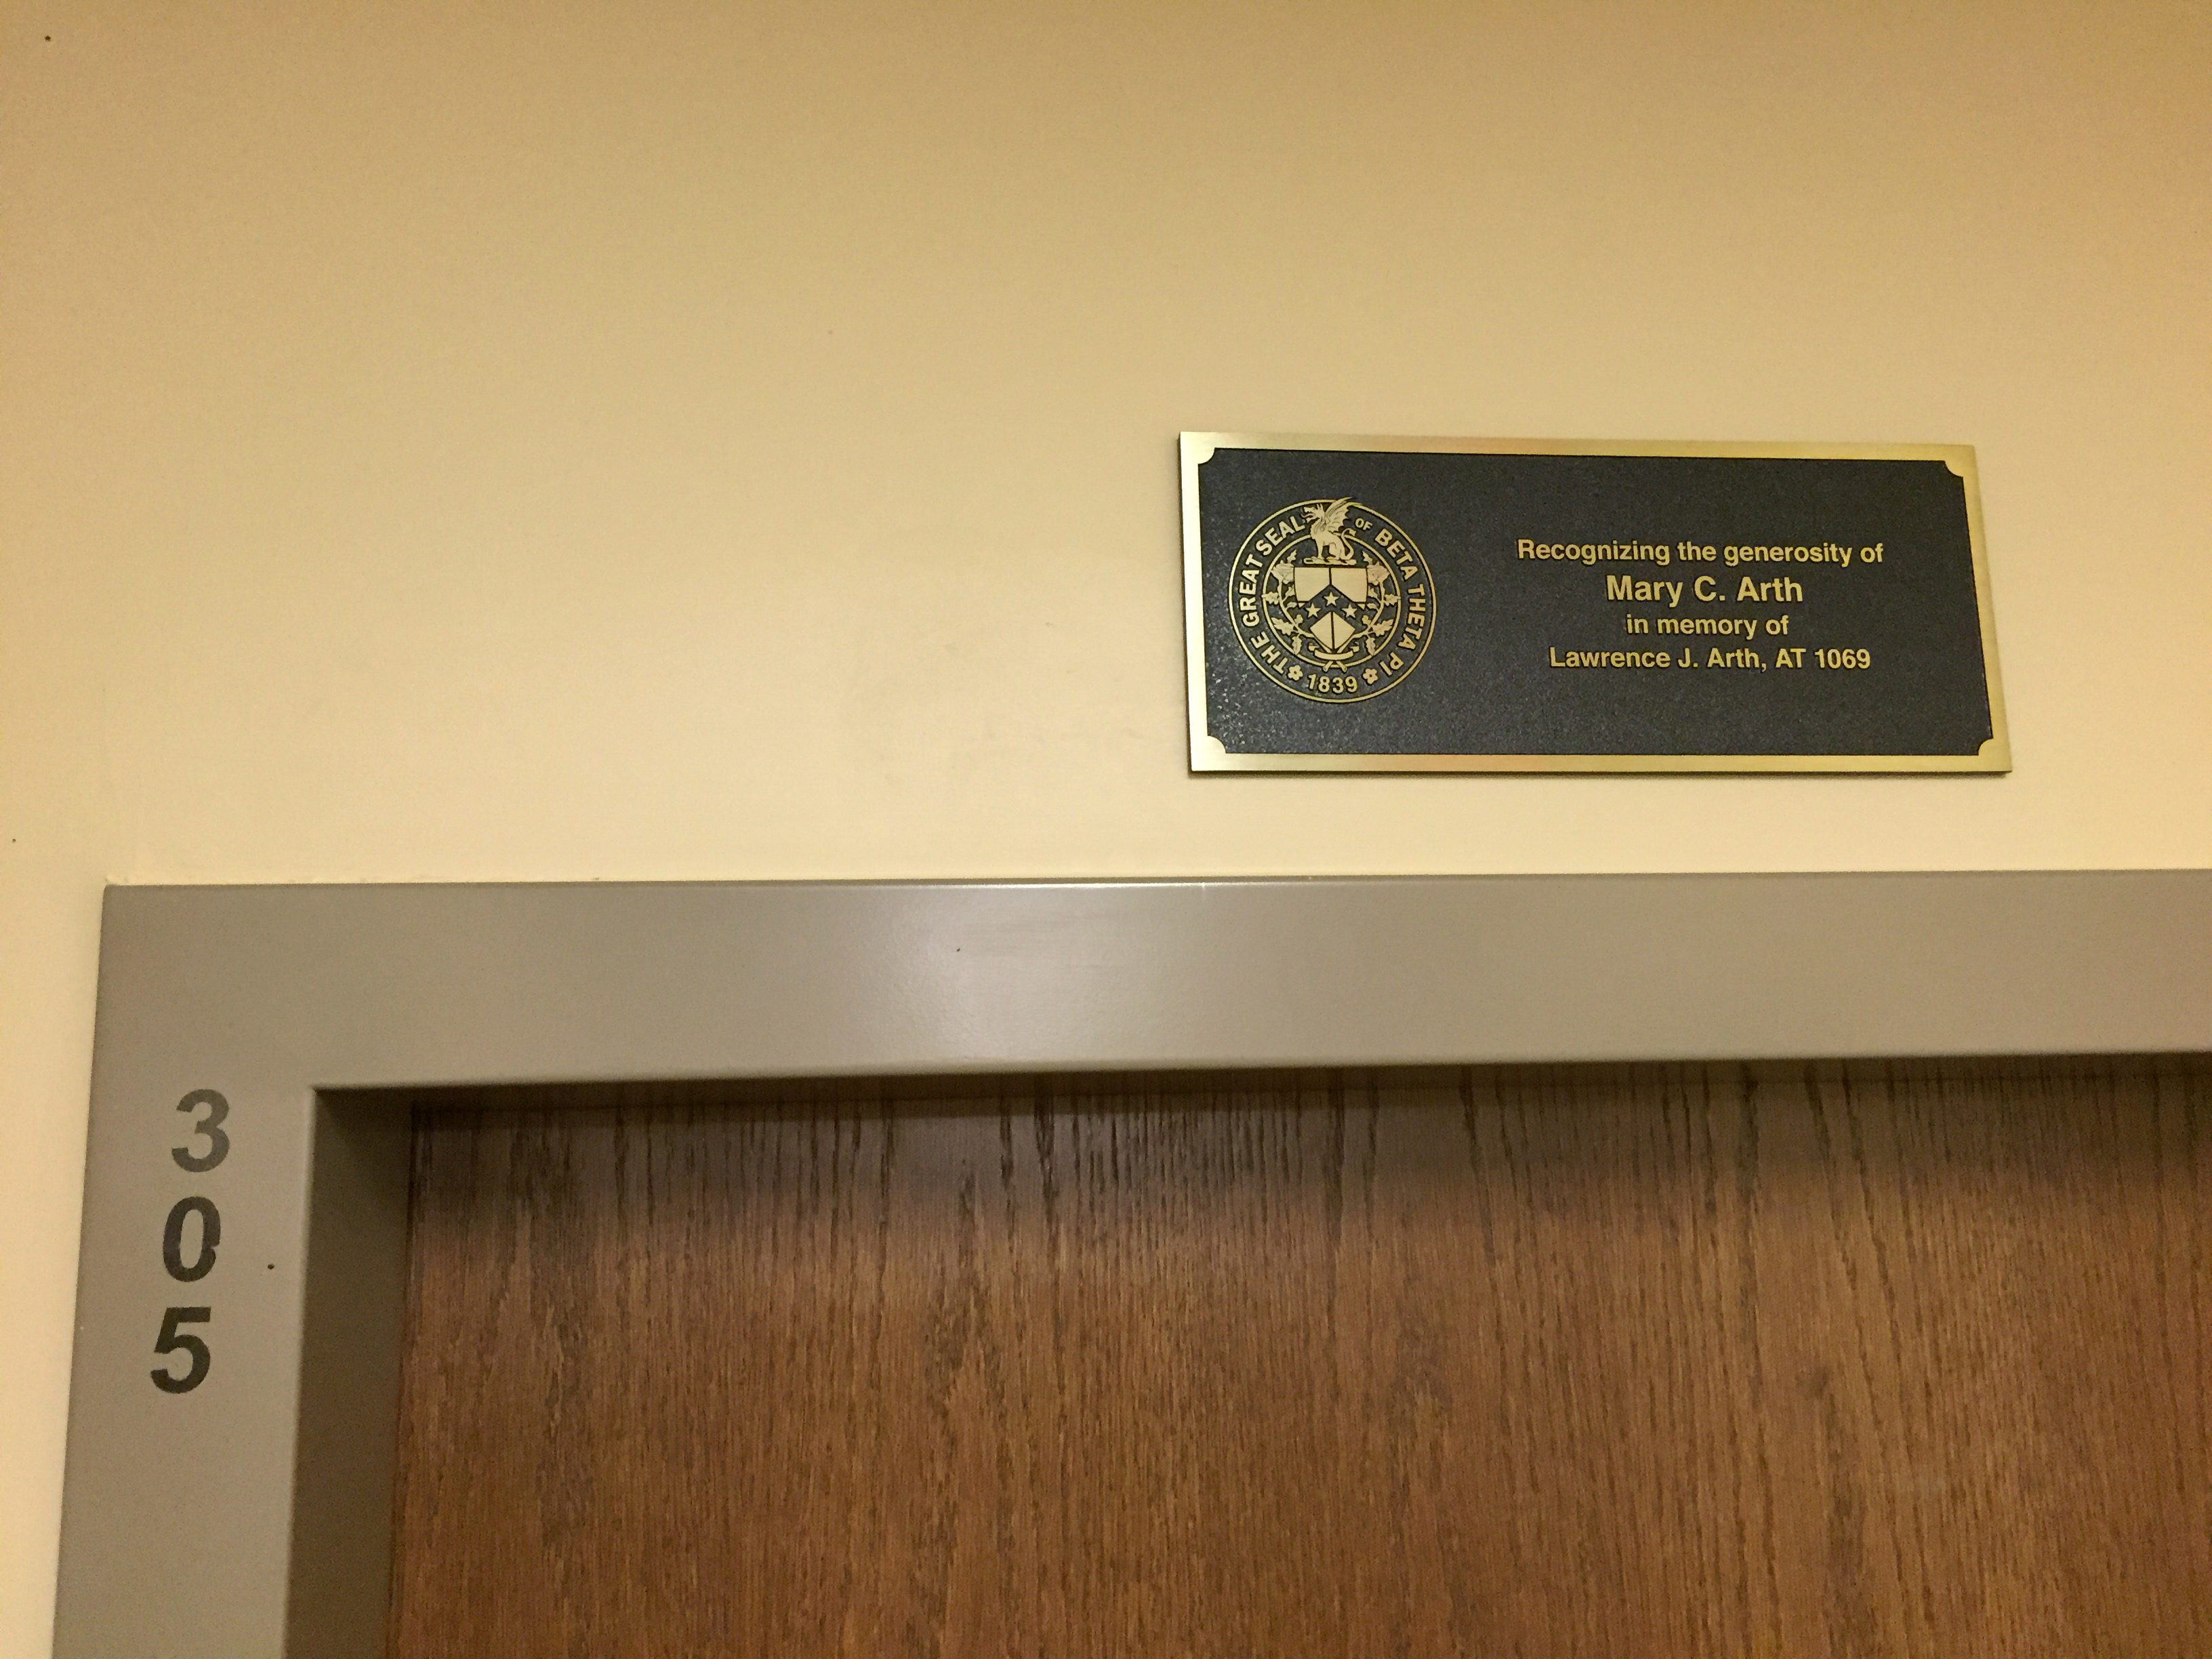 THE GREAT SEAL OF BETA THETA PI
1839
Recognizing the generosity of
Mary C. Arth
in memory of
Lawrence J. Arth, AT 1069
3
0
5